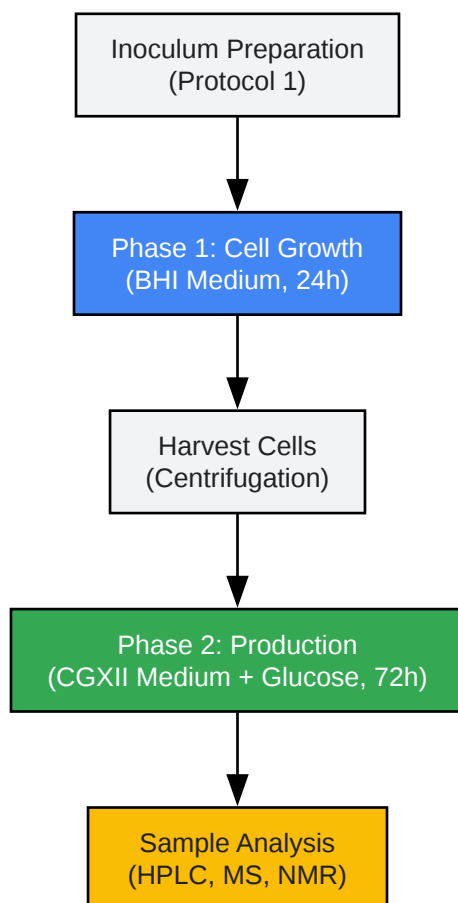 Inoculum Preparation
(Protocol 1)
Phase 1: Cell Growth
(BHI Medium, 24h)
Harvest Cells
(Centrifugation)
Phase 2: Production
(CGXII Medium + Glucose, 72h)
Sample Analysis
(HPLC, MS, NMR)